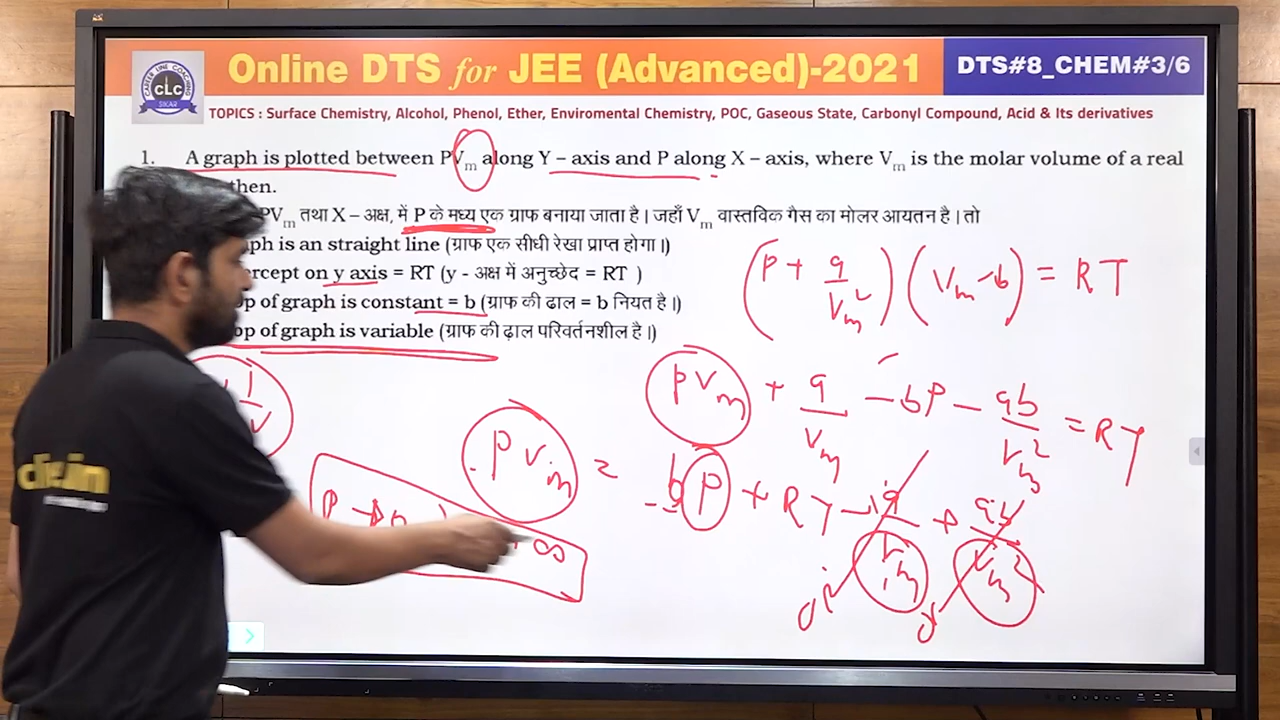 Online DTS for JEE (Advanced)-2021
DTS#8_CHEM#3/6
CAREER LINE COACHING
CLC
SIKAR
TOPICS : Surface Chemistry, Alcohol, Phenol, Ether, Enviromental Chemistry, POC, Gaseous State, Carbonyl Compound, Acid & Its derivatives
1. A graph is plotted between PVm along Y – axis and P along X – axis, where Vm is the molar volume of a real
then.
PVm तथा X – अक्ष, में P के मध्य एक ग्राफ बनाया जाता है। जहाँ Vm वास्तविक गैस का मोलर आयतन है। तो
is an straight line (ग्राफ एक सीधी रेखा प्राप्त होगा।)
on y axis = RT (y - अक्ष में अनुच्छेद = RT )
of graph is constant = b (ग्राफ की ढाल = b नियत है।)
of graph is variable (ग्राफ की ढ़ाल परिवर्तनशील है।)
(P + a/Vm²) (Vm - b) = RT
PVm + a/Vm - bP - ab/Vm² = RT
PVm = bP + RT - a/Vm + ab/Vm²
∞